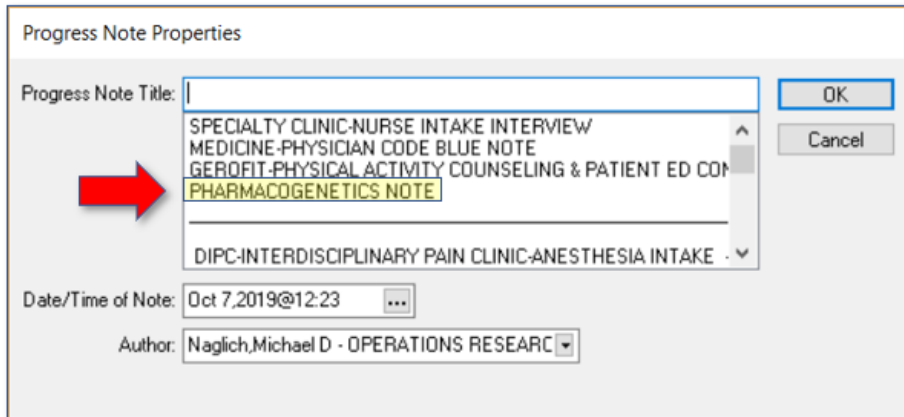 Progress Note Properties
Progress Note Title:
OK
SPECIALTY CLINIC-NURSE INTAKE INTERVIEW
MEDICINE-PHYSICIAN CODE BLUE NOTE
Cancel
GEROFIT-PHYSICAL ACTIVITY COUNSELING & PATIENT ED
PHARMACOGENETICS NOTE
DIPC-INTERDISCIPLINARY PAIN CLINIC-ANESTHESIA INTAKE -
Date/Time of Note: Oct 7,2019@12:23 ...
Author: Naglich,Michael D - OPERATIONS RESEARC